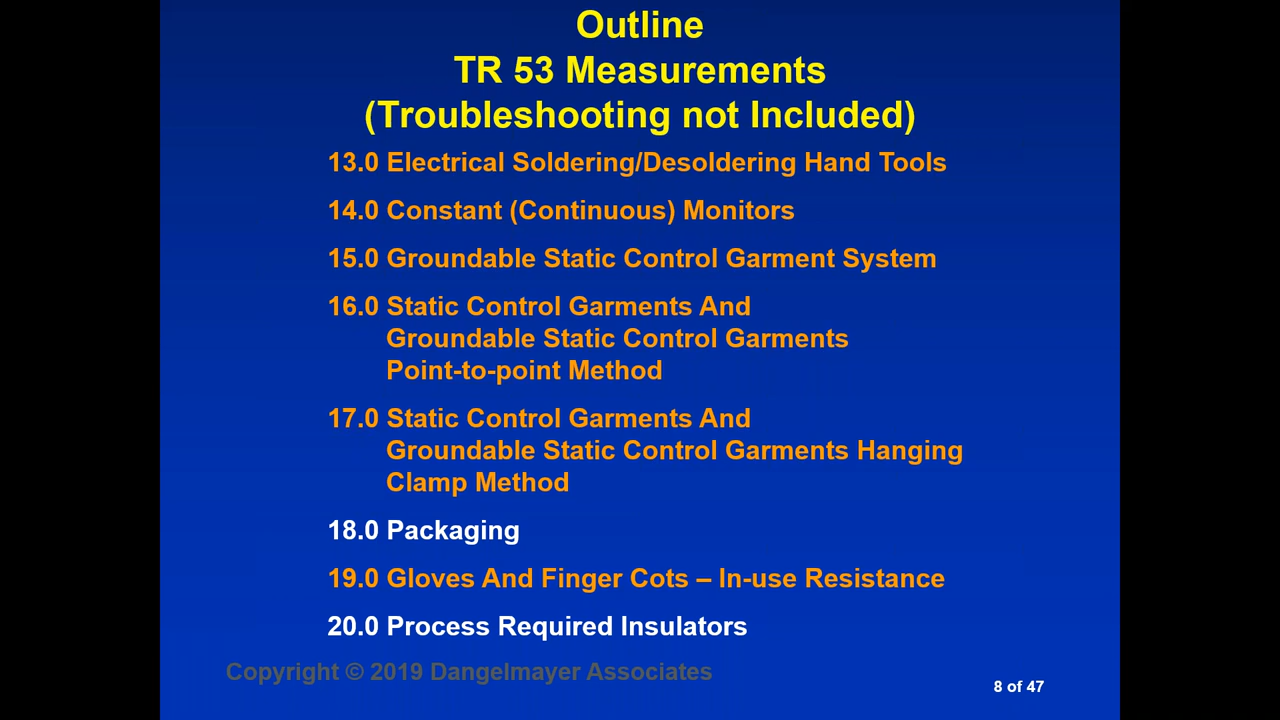 Outline
TR 53 Measurements
(Troubleshooting not Included)
13.0 Electrical Soldering/Desoldering Hand Tools
14.0 Constant (Continuous) Monitors
15.0 Groundable Static Control Garment System
16.0 Static Control Garments And
Groundable Static Control Garments
Point-to-point Method
17.0 Static Control Garments And
Groundable Static Control Garments Hanging
Clamp Method
18.0 Packaging
19.0 Gloves And Finger Cots – In-use Resistance
20.0 Process Required Insulators
Copyright © 2019 Dangelmayer Associates
8 of 47